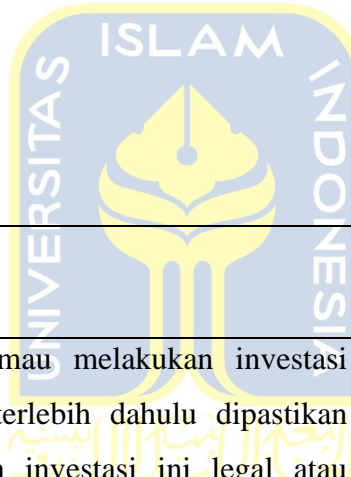 UNIVERSITAS
ISLAM
INDONESIA
mau melakukan investasi
terlebih dahulu dipastikan
investasi ini legal atau